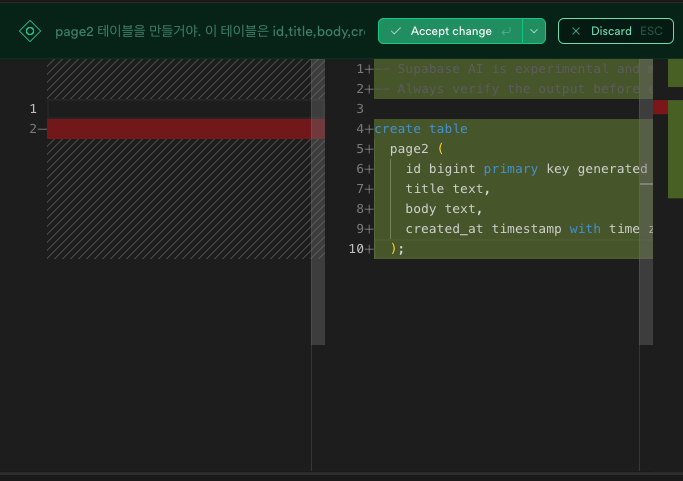 page2 테이블을 만들거야. 이 테이블은 id,title,body,cr
Accept change
Discard ESC
1
2
1 -- Supabase AI is experimental and
2 -- Always verify the output before
3
4 create table
5 page2 (
6 id bigint primary key generated
7 title text,
8 body text,
9 created_at timestamp with time z
10 );